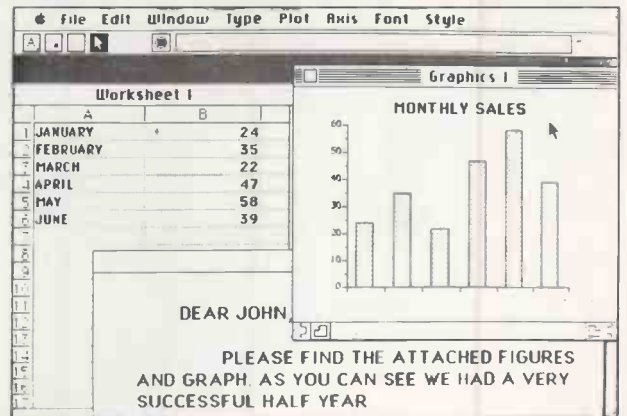 File Edit Window Type Plot Axis Font Style
A
Worksheet 1
A B
1 JANUARY 24
2 FEBRUARY 35
3 MARCH 22
4 APRIL 47
5 MAY 58
6 JUNE 39
Graphics 1
MONTHLY SALES
60
50
40
30
20
10
0
DEAR JOHN,
PLEASE FIND THE ATTACHED FIGURES
AND GRAPH. AS YOU CAN SEE WE HAD A VERY
SUCCESSFUL HALF YEAR